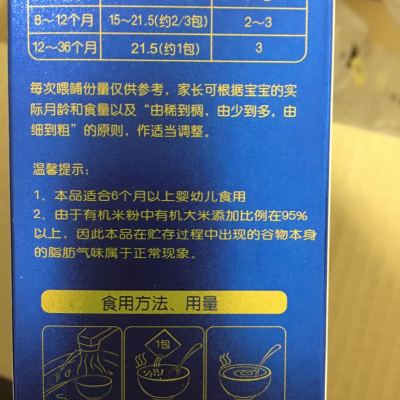 8～12个月 15～21.5(约2/3包) 2～3
12～36个月 21.5(约1包) 3
每次喂哺份量仅供参考，家长可根据宝宝的实
际月龄和食量以及“由稀到稠，由少到多，由
细到粗”的原则，作适当调整。
温馨提示：
1、本品适合6个月以上婴幼儿食用
2、由于有机米粉中有机大米添加比例在95%
以上，因此本品在贮存过程中出现的谷物本身
的脂肪气味属于正常现象。
食用方法、用量
1包